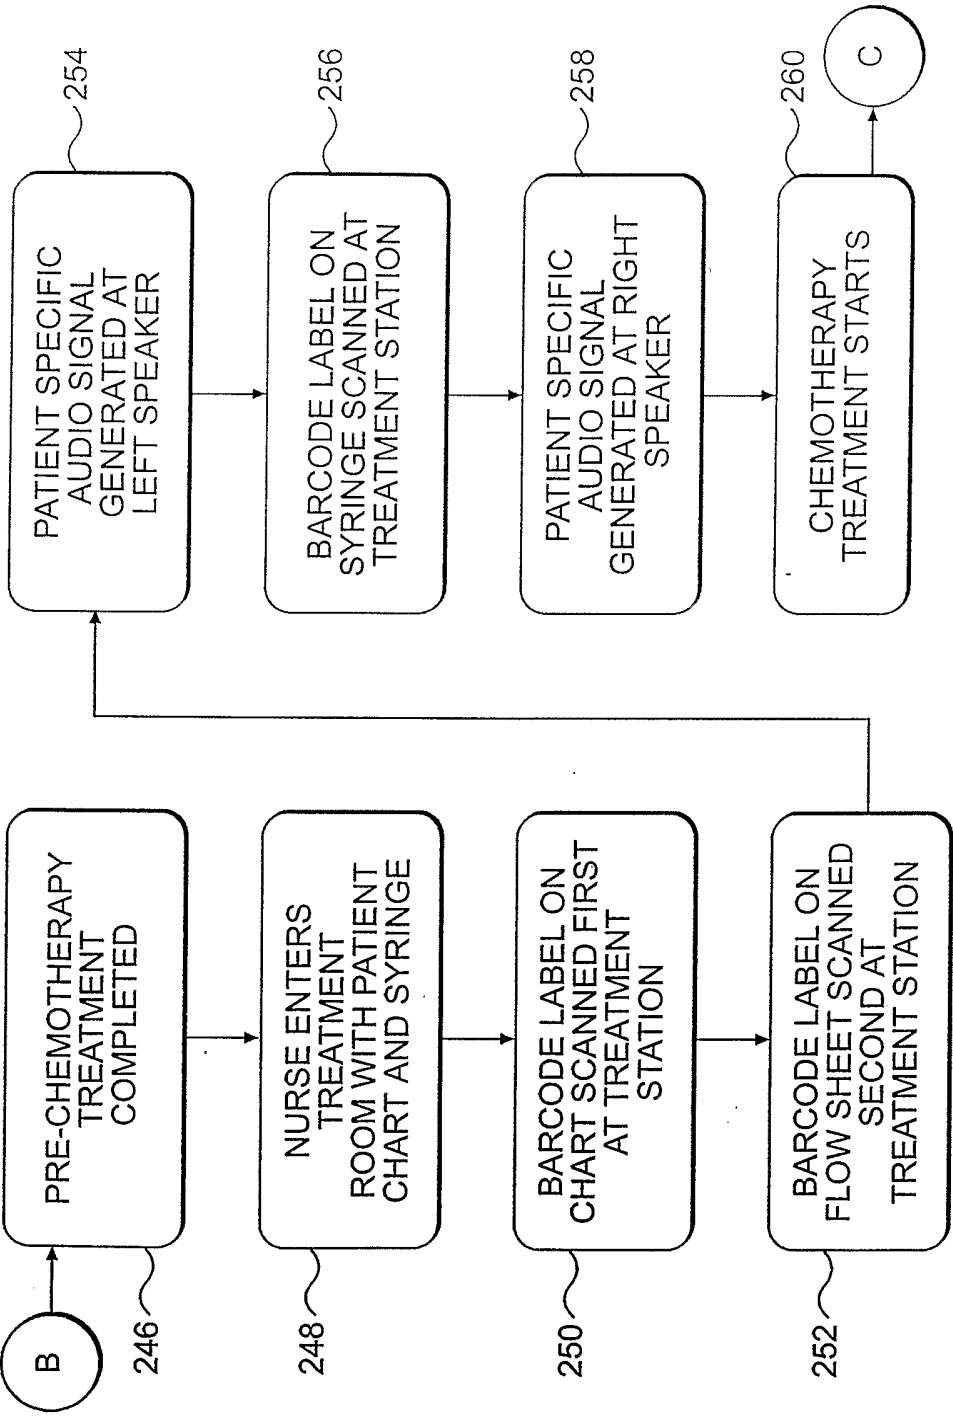 B
246
PRE-CHEMOTHERAPY
TREATMENT
COMPLETED
248
NURSE ENTERS
TREATMENT
ROOM WITH PATIENT
CHART AND SYRINGE
250
BARCODE LABEL ON
CHART SCANNED FIRST
AT TREATMENT
STATION
252
BARCODE LABEL ON
FLOW SHEET SCANNED
SECOND AT
TREATMENT STATION
254
PATIENT SPECIFIC
AUDIO SIGNAL
GENERATED AT
LEFT SPEAKER
256
BARCODE LABEL ON
SYRINGE SCANNED AT
TREATMENT STATION
258
PATIENT SPECIFIC
AUDIO SIGNAL
GENERATED AT RIGHT
SPEAKER
260
CHEMOTHERAPY
TREATMENT STARTS
C